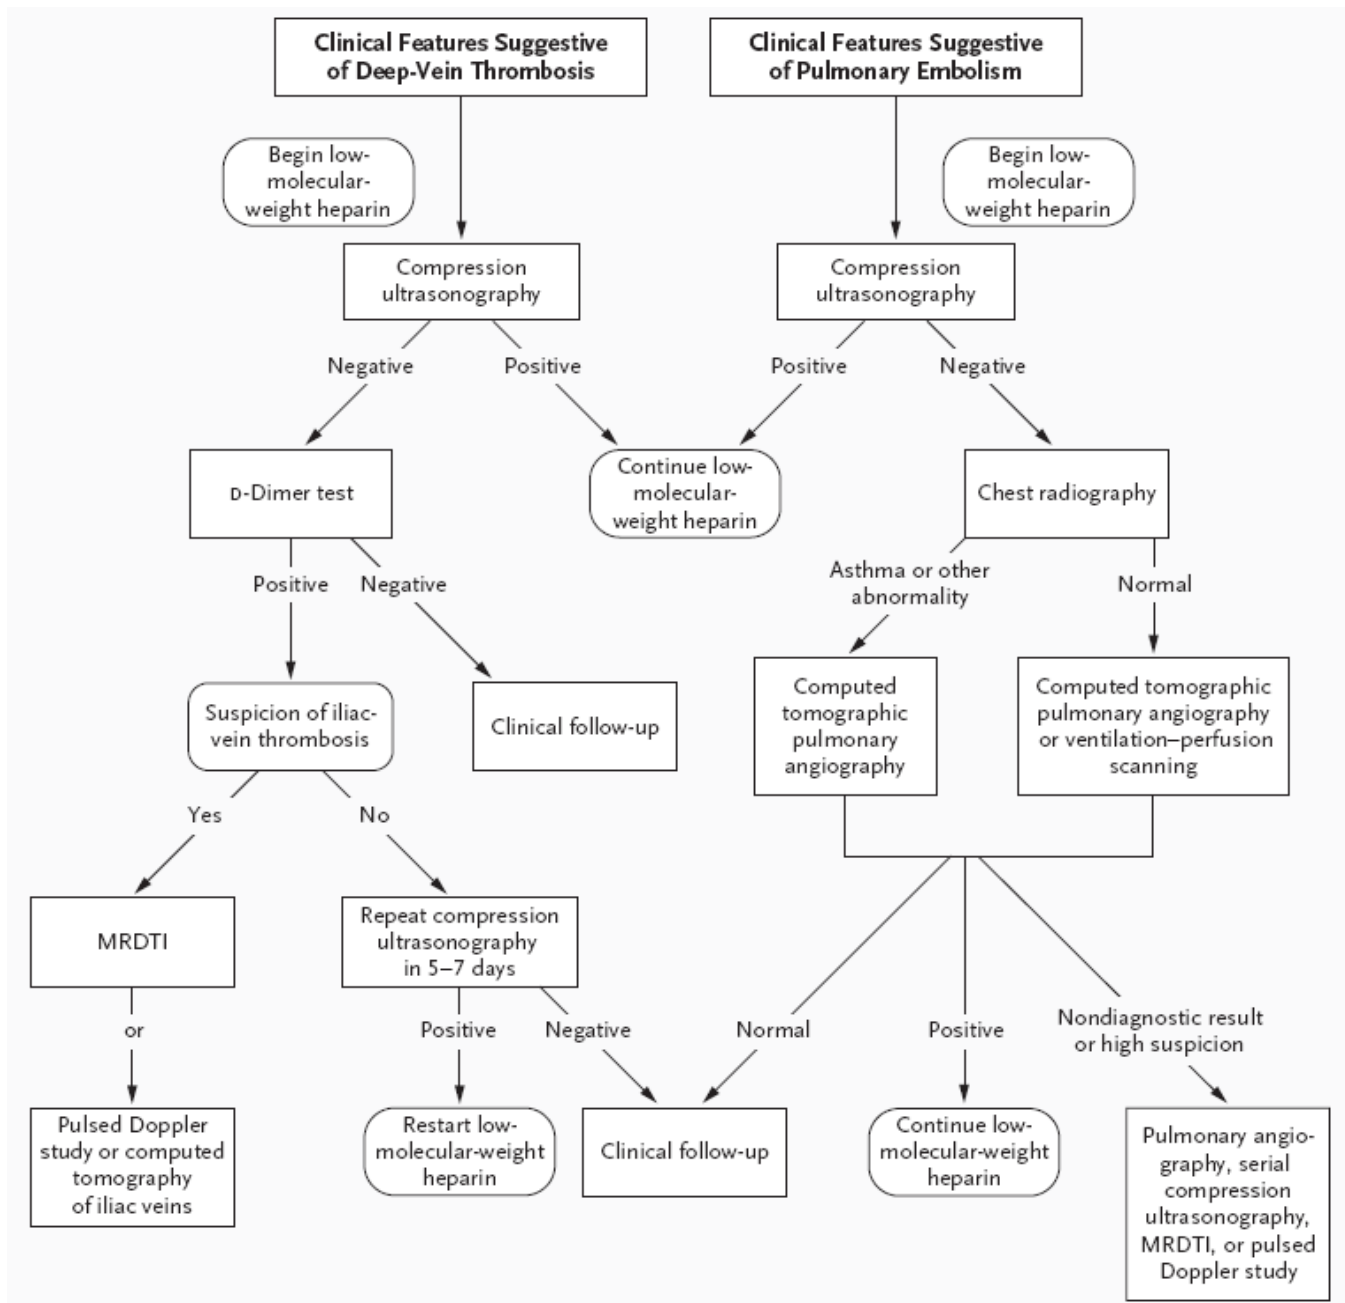 Clinical Features Suggestive
of Deep-Vein Thrombosis
Clinical Features Suggestive
of Pulmonary Embolism
Begin low-
molecular-
weight heparin
Begin low-
molecular-
weight heparin
Compression
ultrasonography
Compression
ultrasonography
Negative
Positive
Positive
Negative
D-Dimer test
Continue low-
molecular-
weight heparin
Chest radiography
Positive
Negative
Asthma or other
abnormality
Normal
Suspicion of iliac-
vein thrombosis
Clinical follow-up
Computed
tomographic
pulmonary
angiography
Computed tomographic
pulmonary angiography
or ventilation–perfusion
scanning
Yes
No
MRDTI
Repeat compression
ultrasonography
in 5–7 days
or
Positive
Negative
Normal
Positive
Nondiagnostic result
or high suspicion
Pulsed Doppler
study or computed
tomography
of iliac veins
Restart low-
molecular-weight
heparin
Clinical follow-up
Continue low-
molecular-weight
heparin
Pulmonary angio-
graphy, serial
compression
ultrasonography,
MRDTI, or pulsed
Doppler study